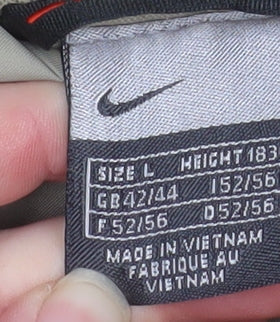 SIZE L HEIGHT 183
GB 42/44 I 52/56
F 52/56 D 52/56
MADE IN VIETNAM
FABRIQUE AU
VIETNAM